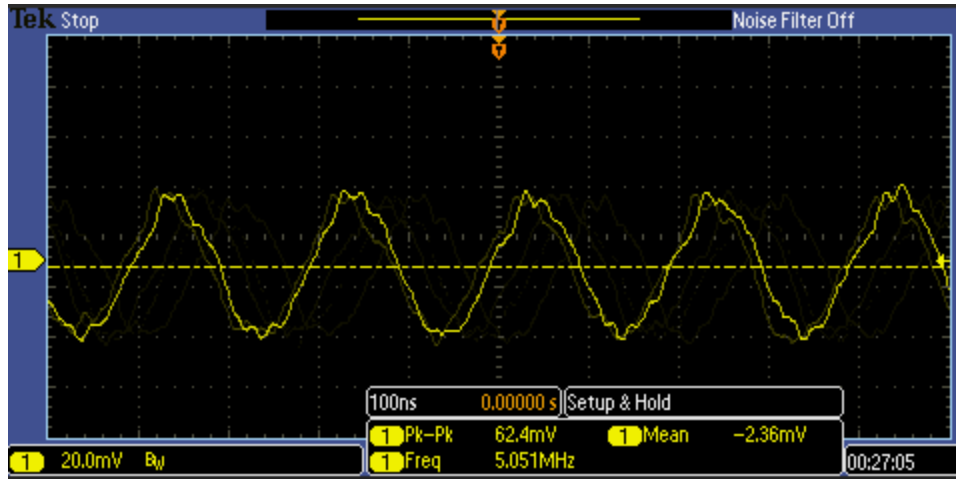 Tek Stop Noise Filter Off
T
T
1
100ns 0.00000 s Setup & Hold
1 Pk-Pk 62.4mV 1 Mean -2.36mV
1 20.0mV BW 1 Freq 5.051MHz 00:27:05